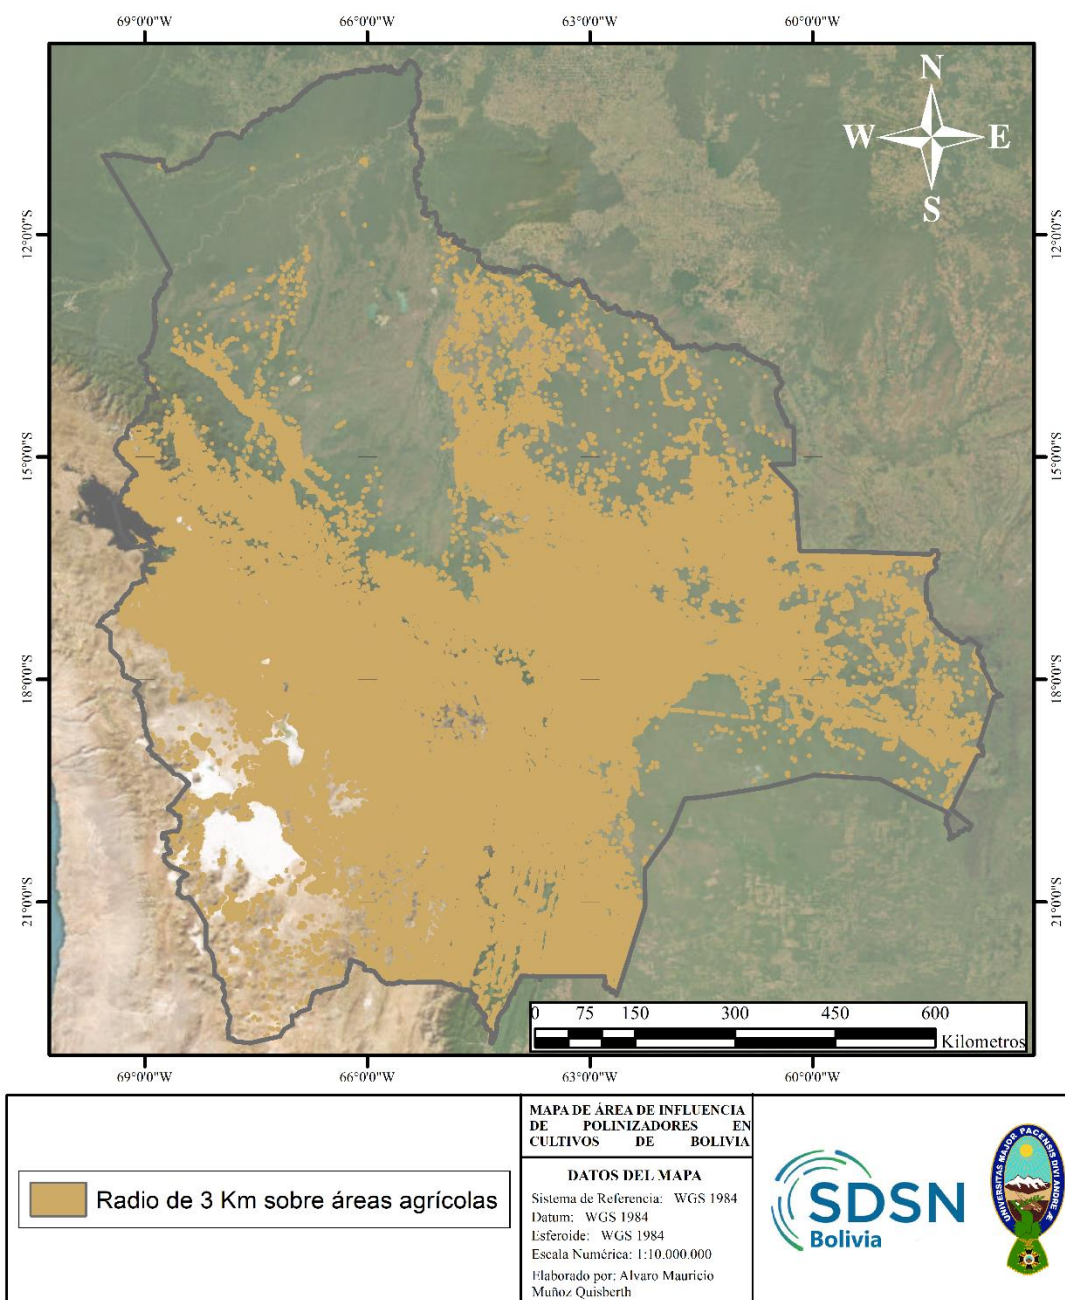 69°0'0"W 66°0'0"W 63°0'0"W 60°0'0"W
N
W E
S
12°0'0"S 12°0'0"S
15°0'0"S 15°0'0"S
18°0'0"S 18°0'0"S
21°0'0"S 21°0'0"S
0 75 150 300 450 600
Kilometros
69°0'0"W 66°0'0"W 63°0'0"W 60°0'0"W
Radio de 3 Km sobre áreas agrícolas
MAPA DE ÁREA DE INFLUENCIA
DE POLINIZADORES EN
CULTIVOS DE BOLIVIA
DATOS DEL MAPA
Sistema de Referencia: WGS 1984
Datum: WGS 1984
Esferoide: WGS 1984
Escala Numérica: 1:10.000.000
Elaborado por: Alvaro Mauricio
Muñoz Quisberth
SDSN
Bolivia
UNIVERSITAS MAJOR PACENSIS DIVI ANDRE Æ